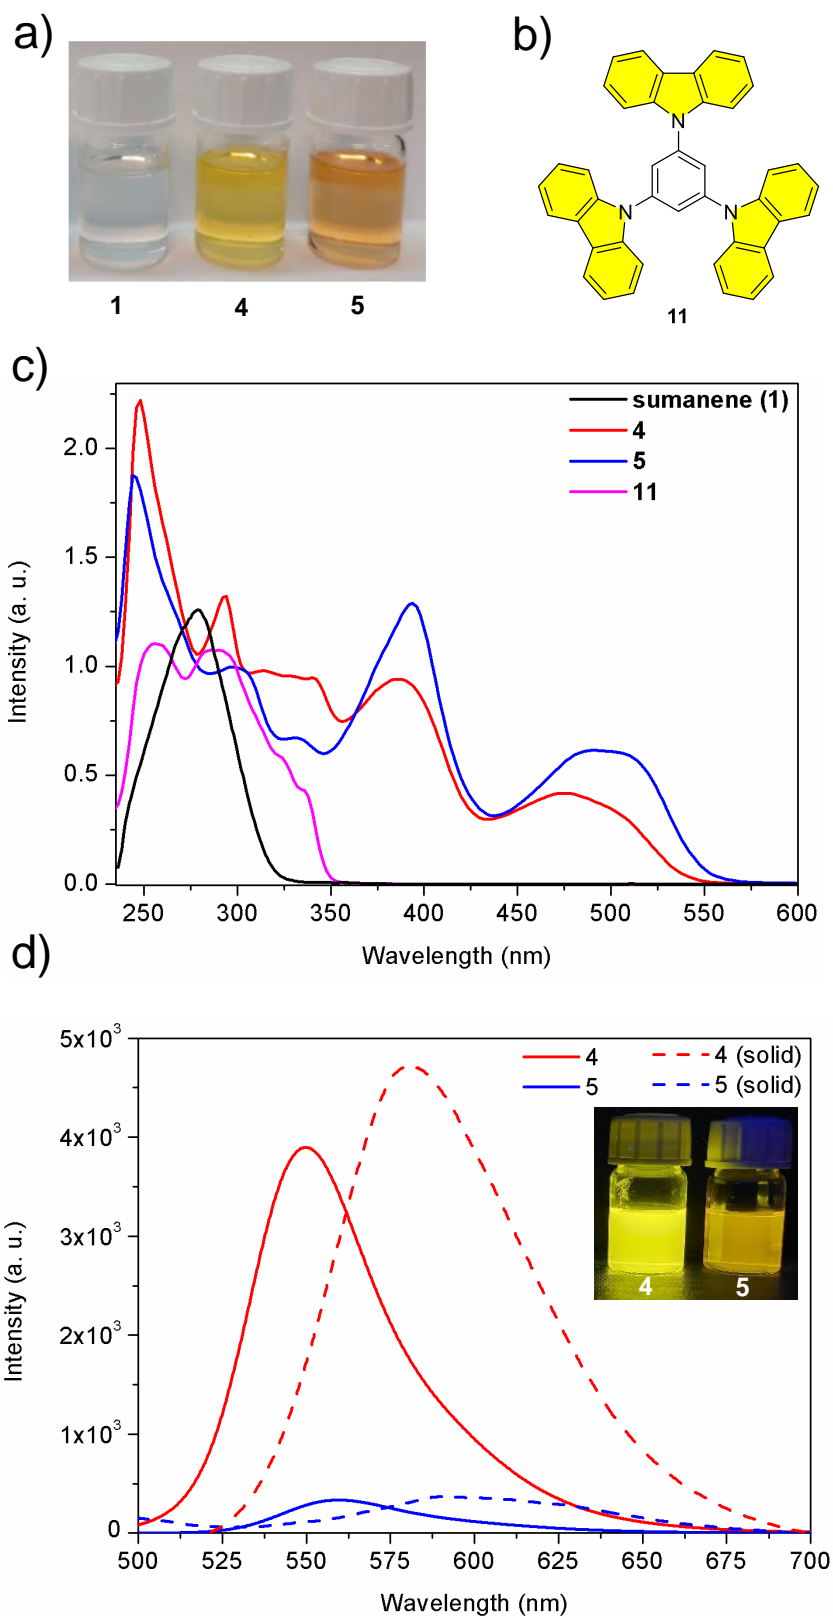 a)
b)
1
4
5
N
N
N
11
c)
sumanene (1)
4
5
11
2.0
1.5
1.0
0.5
0.0
250 300 350 400 450 500 550 600
Intensity (a. u.)
Wavelength (nm)
d)
4
4 (solid)
5
5 (solid)
5x10³
4x10³
3x10³
2x10³
1x10³
0
4
5
500 525 550 575 600 625 650 675 700
Intensity (a. u.)
Wavelength (nm)